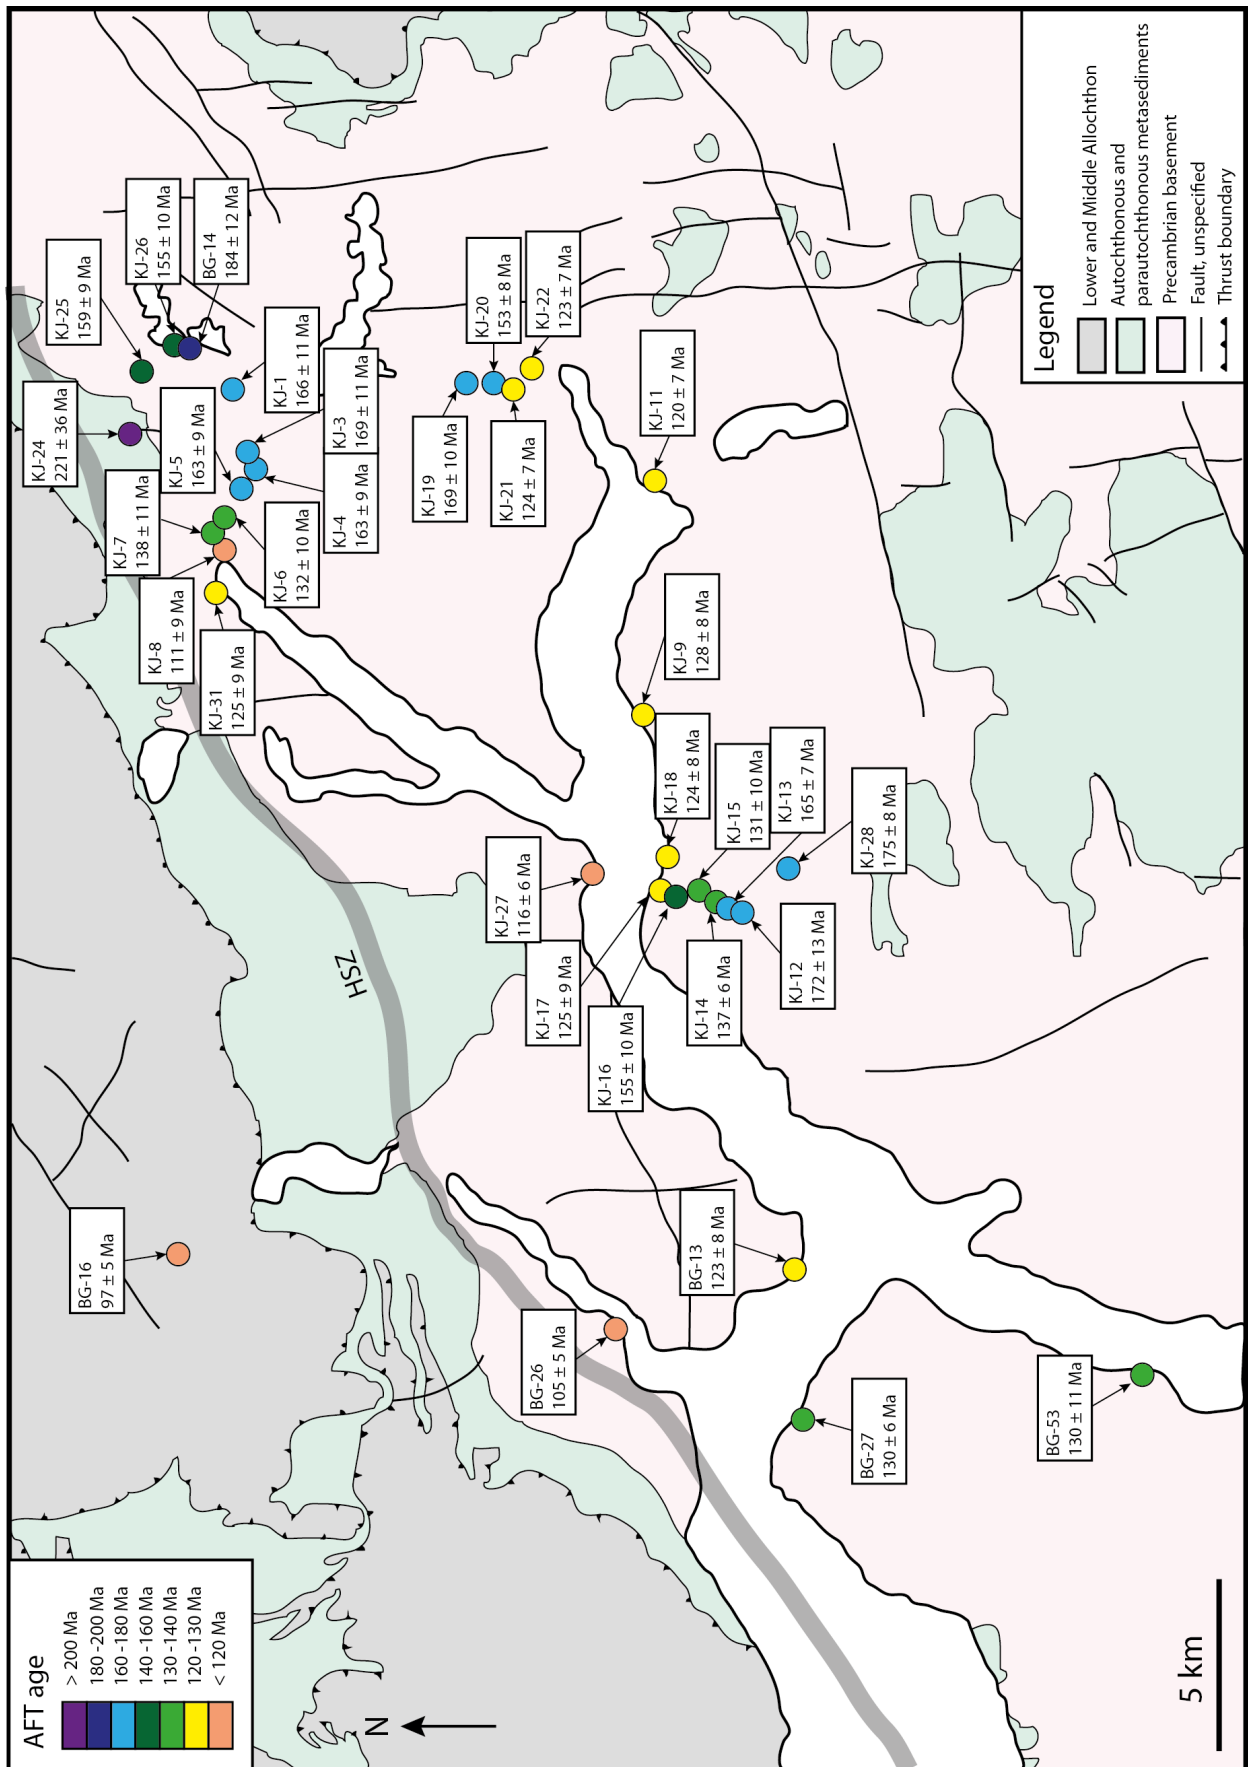 AFT age
> 200 Ma
180 -200 Ma
160 -180 Ma
140 -160 Ma
130 -140 Ma
120 -130 Ma
< 120 Ma
N
BG-16
97 ± 5 Ma
HSZ
KJ-24
221 ± 36 Ma
KJ-25
159 ± 9 Ma
KJ-26
155 ± 10 Ma
BG-14
184 ± 12 Ma
KJ-7
138 ± 11 Ma
KJ-5
163 ± 9 Ma
KJ-8
111 ± 9 Ma
KJ-31
125 ± 9 Ma
KJ-6
132 ± 10 Ma
KJ-1
166 ± 11 Ma
KJ-4
163 ± 9 Ma
KJ-3
169 ± 11 Ma
KJ-19
169 ± 10 Ma
KJ-20
153 ± 8 Ma
KJ-21
124 ± 7 Ma
KJ-22
123 ± 7 Ma
BG-26
105 ± 5 Ma
KJ-27
116 ± 6 Ma
KJ-17
125 ± 9 Ma
KJ-16
155 ± 10 Ma
KJ-11
120 ± 7 Ma
KJ-9
128 ± 8 Ma
KJ-18
124 ± 8 Ma
BG-13
123 ± 8 Ma
KJ-14
137 ± 6 Ma
KJ-15
131 ± 10 Ma
KJ-13
165 ± 7 Ma
KJ-12
172 ± 13 Ma
KJ-28
175 ± 8 Ma
BG-27
130 ± 6 Ma
BG-53
130 ± 11 Ma
5 km
Legend
Lower and Middle Allochthon
Autochthonous and
parautochthonous metasediments
Precambrian basement
Fault, unspecified
Thrust boundary